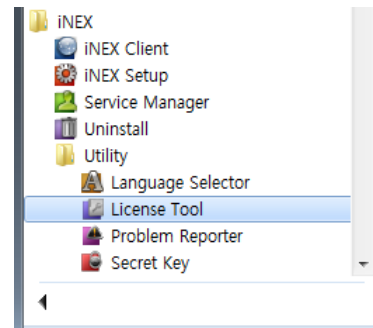 iNEX
iNEX Client
iNEX Setup
Service Manager
Uninstall
Utility
Language Selector
License Tool
Problem Reporter
Secret Key